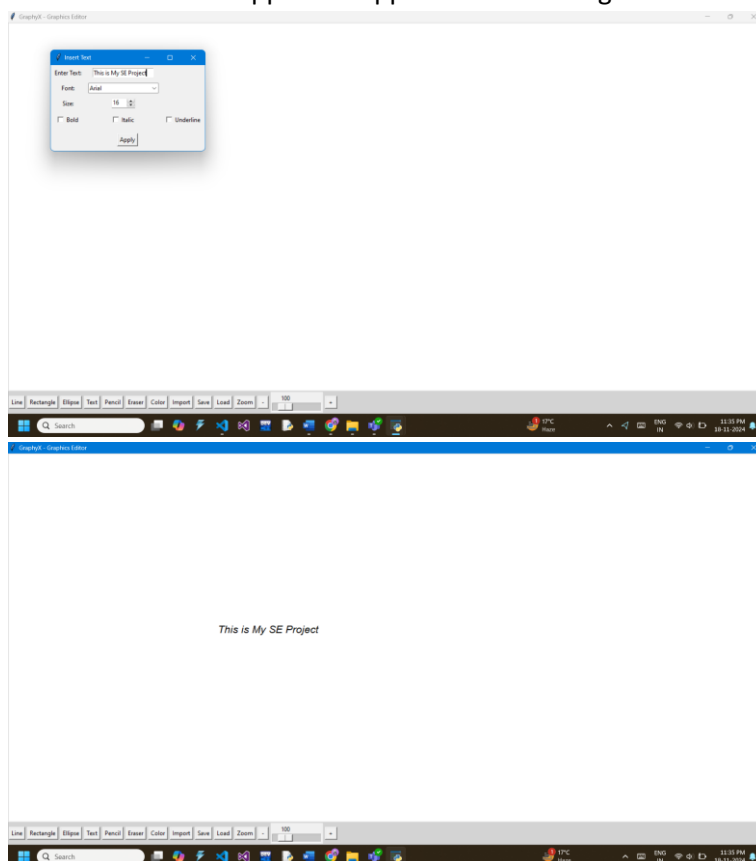 GraphyX - Graphics Editor
Insert Text
Enter Text: This is My SE Project
Font: Arial
Size: 16
Bold Italic Underline
Apply
100
Line Rectangle Ellipse Text Pencil Eraser Color Import Save Load Zoom - +
Search 17°C ENG 11:35 PM
Haze IN 18-11-2024
GraphyX - Graphics Editor
This is My SE Project
100
Line Rectangle Ellipse Text Pencil Eraser Color Import Save Load Zoom - +
Search 17°C ENG 11:35 PM